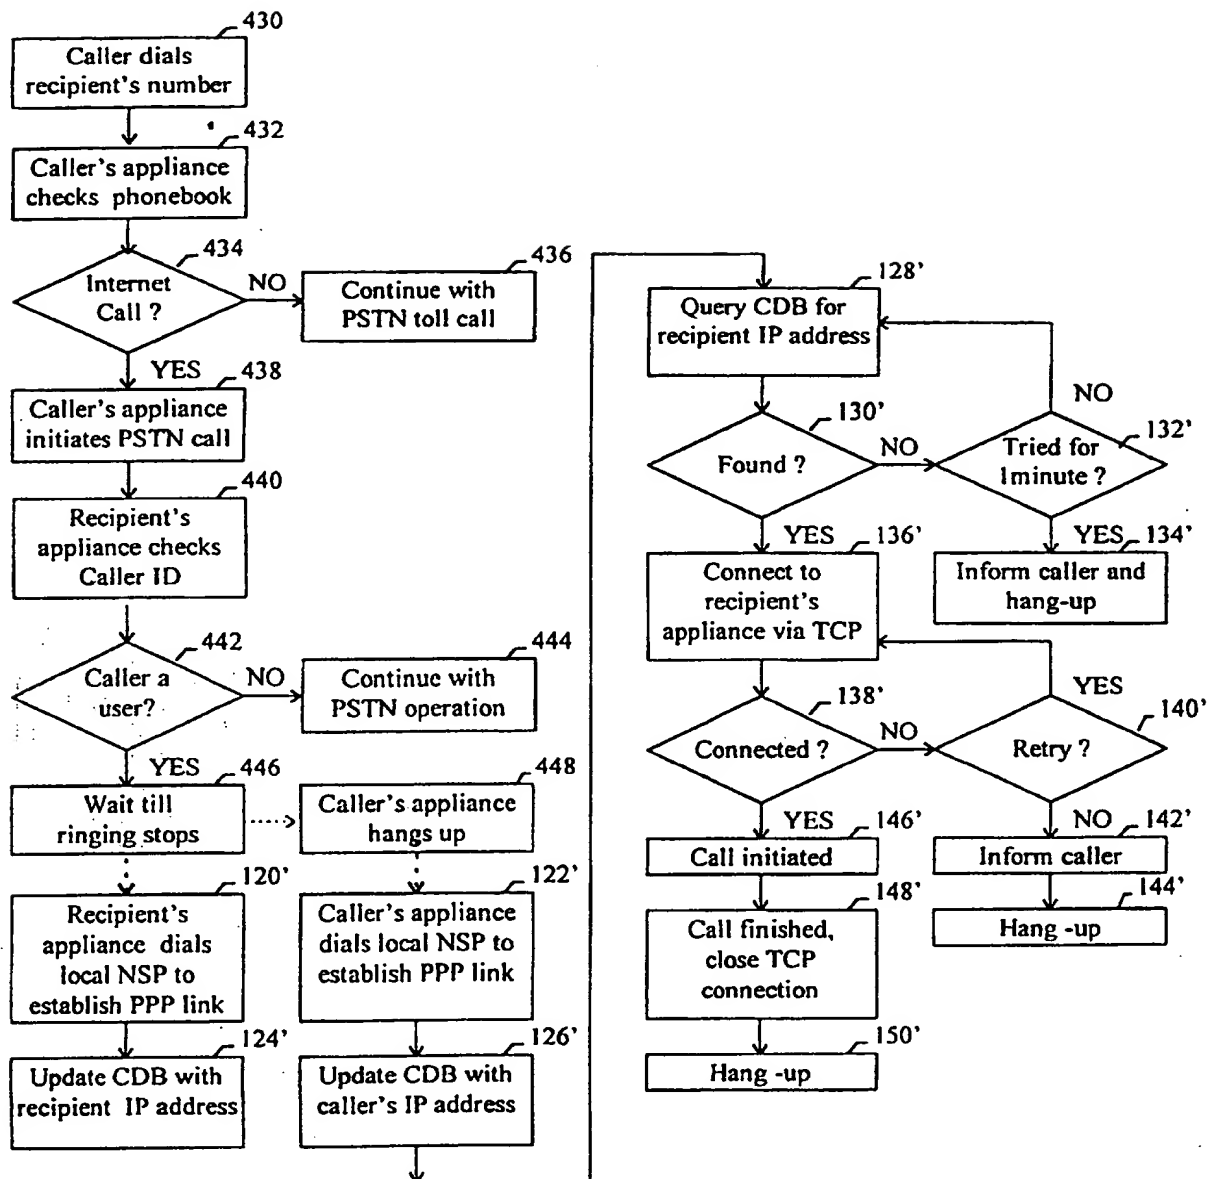 430
Caller dials
recipient's number
432
Caller's appliance
checks phonebook
434
Internet
Call ?
NO
436
Continue with
PSTN toll call
YES
438
Caller's appliance
initiates PSTN call
440
Recipient's
appliance checks
Caller ID
442
Caller a
user?
NO
444
Continue with
PSTN operation
YES
446
Wait till
ringing stops
448
Caller's appliance
hangs up
120'
Recipient's
appliance dials
local NSP to
establish PPP link
122'
Caller's appliance
dials local NSP to
establish PPP link
124'
Update CDB with
recipient IP address
126'
Update CDB with
caller's IP address
128'
Query CDB for
recipient IP address
130'
Found ?
NO
132'
Tried for
1minute ?
NO
YES
134'
Inform caller and
hang-up
YES
136'
Connect to
recipient's
appliance via TCP
138'
Connected ?
NO
140'
Retry ?
YES
NO
142'
Inform caller
144'
Hang -up
YES
146'
Call initiated
148'
Call finished,
close TCP
connection
150'
Hang -up